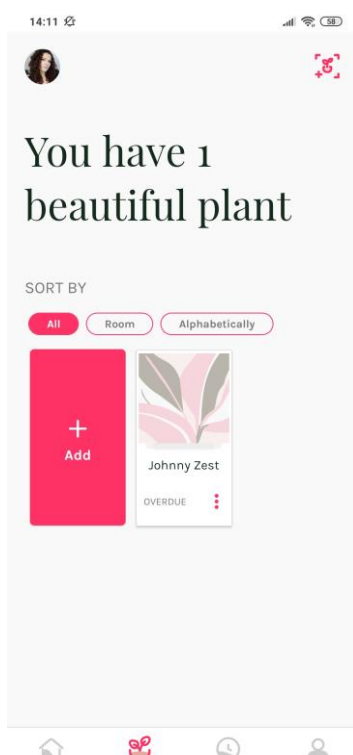 14:11
58
You have 1
beautiful plant
SORT BY
All
Room
Alphabetically
+
Add
Johnny Zest
OVERDUE